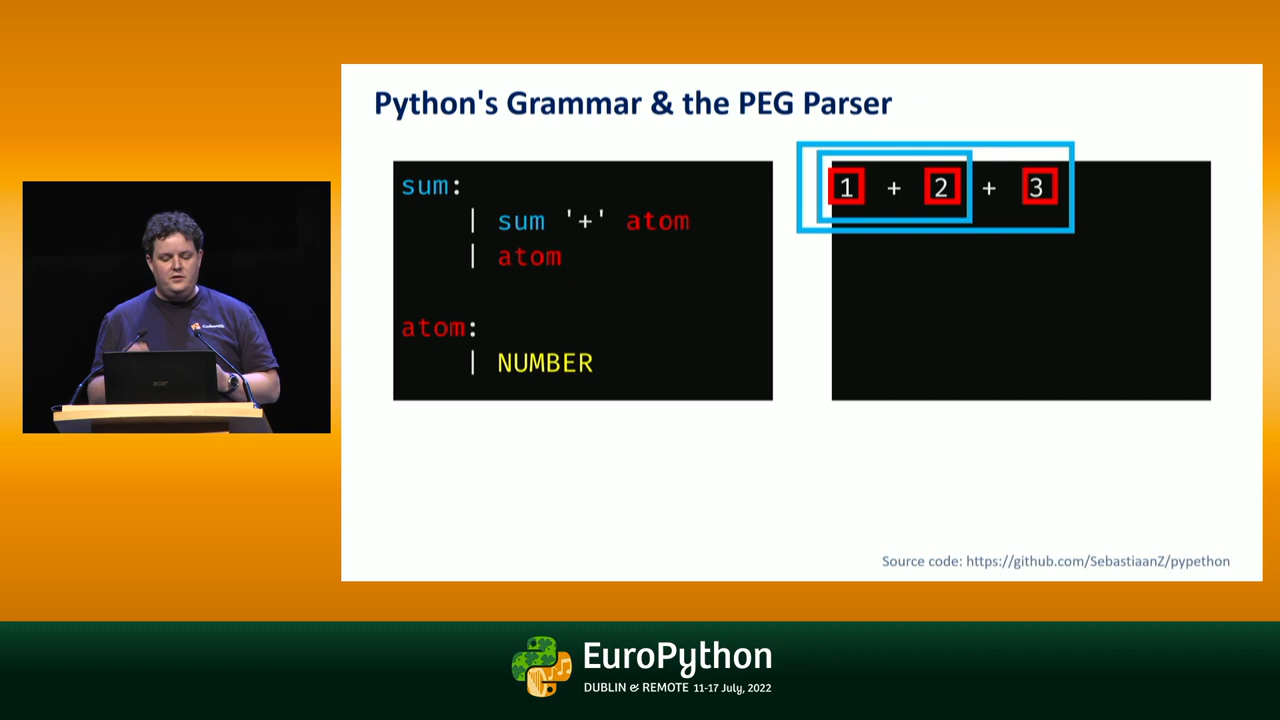 Python's Grammar & the PEG Parser
sum:
| sum '+' atom
| atom
atom:
| NUMBER
1 + 2 + 3
Source code: https://github.com/SebastiaanZ/pypethon
EuroPython
DUBLIN & REMOTE 11-17 July, 2022